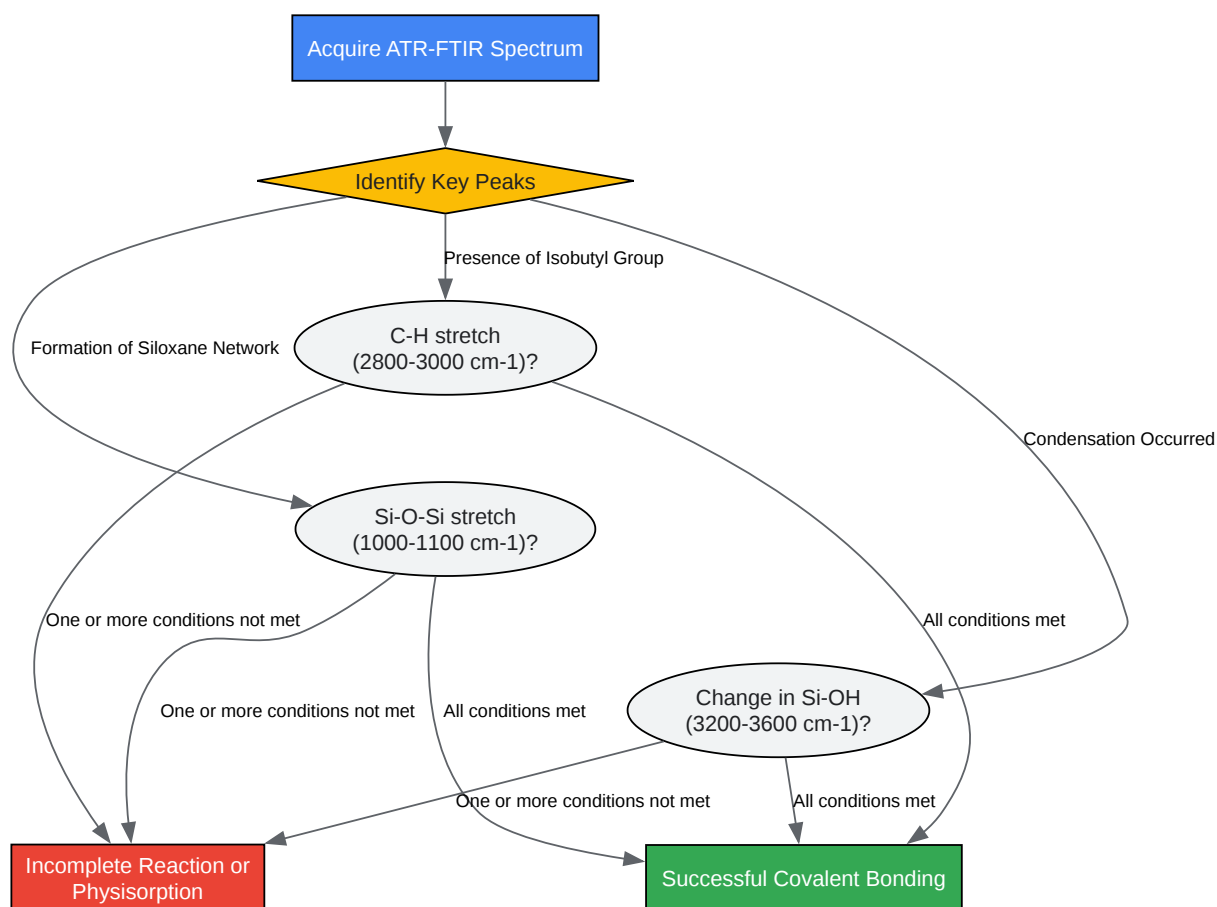 Acquire ATR-FTIR Spectrum
Identify Key Peaks
Presence of Isobutyl Group
C-H stretch
(2800-3000 cm-1)?
Formation of Siloxane Network
Condensation Occurred
Si-O-Si stretch
(1000-1100 cm-1)?
One or more conditions not met
All conditions met
Change in Si-OH
(3200-3600 cm-1)?
One or more conditions not met
All conditions met
One or more conditions not met
All conditions met
Incomplete Reaction or
Physisorption
Successful Covalent Bonding